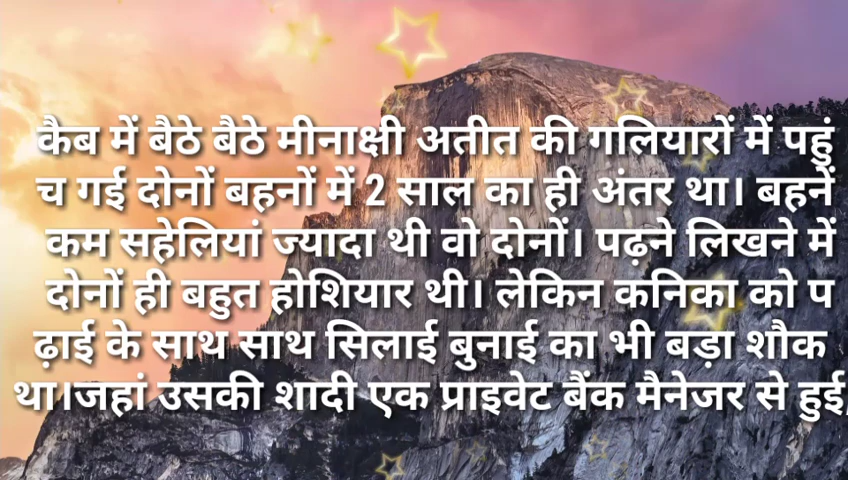 कैब में बैठे बैठे मीनाक्षी अतीत की गलियारों में पहुं
च गई दोनों बहनों में 2 साल का ही अंतर था। बहनें
कम सहेलियां ज्यादा थी वो दोनों। पढ़ने लिखने में
दोनों ही बहुत होशियार थी। लेकिन कनिका को प
ढ़ाई के साथ साथ सिलाई बुनाई का भी बड़ा शौक
था।जहां उसकी शादी एक प्राइवेट बैंक मैनेजर से हुई,